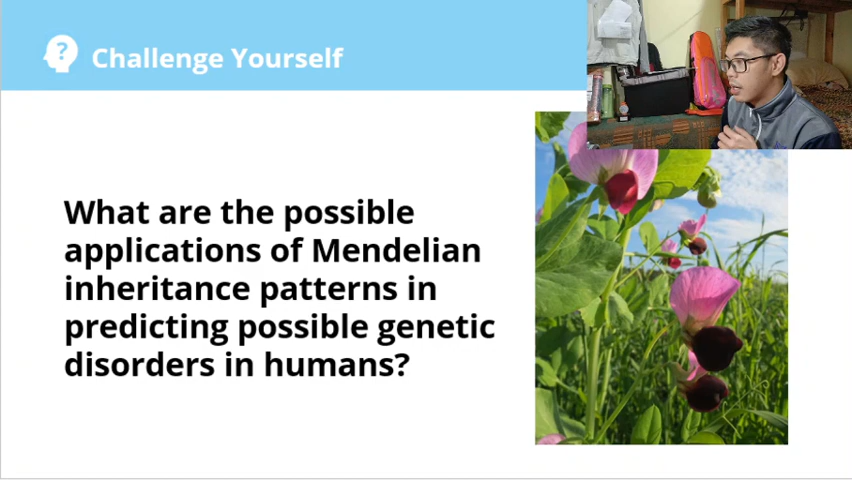 ? Challenge Yourself
What are the possible
applications of Mendelian
inheritance patterns in
predicting possible genetic
disorders in humans?